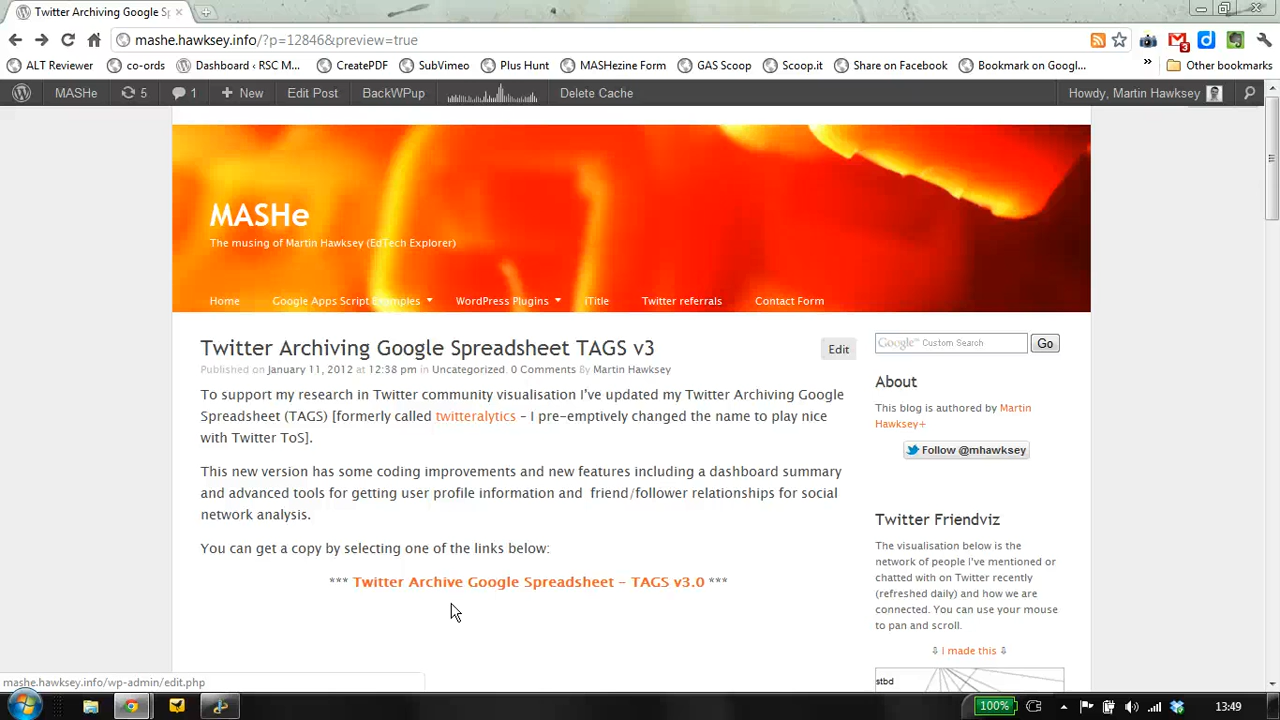 Twitter Archiving Google Sp
mashe.hawksey.info/?p=12846&preview=true
3
ALT Reviewer co-ords Dashboard ‹ RSC M... CreatePDF SubVimeo Plus Hunt MASHezine Form GAS Scoop Scoop.it Share on Facebook Bookmark on Googl... » Other bookmarks
MASHe 5 1 + New Edit Post BackWPup Delete Cache Howdy, Martin Hawksey
MASHe
The musing of Martin Hawksey (EdTech Explorer)
Home Google Apps Script Examples WordPress Plugins iTitle Twitter referrals Contact Form
Twitter Archiving Google Spreadsheet TAGS v3
Edit
Published on January 11, 2012 at 12:38 pm in Uncategorized. 0 Comments By Martin Hawksey
To support my research in Twitter community visualisation I've updated my Twitter Archiving Google
Spreadsheet (TAGS) [formerly called twitteralytics – I pre-emptively changed the name to play nice
with Twitter ToS].
This new version has some coding improvements and new features including a dashboard summary
and advanced tools for getting user profile information and friend/follower relationships for social
network analysis.
You can get a copy by selecting one of the links below:
*** Twitter Archive Google Spreadsheet – TAGS v3.0 ***
Google™ Custom Search Go
About
This blog is authored by Martin
Hawksey+
Follow @mhawksey
Twitter Friendviz
The visualisation below is the
network of people I've mentioned or
chatted with on Twitter recently
(refreshed daily) and how we are
connected. You can use your mouse
to pan and scroll.
⇩ I made this ⇩
stbd
mashe.hawksey.info/wp-admin/edit.php
100%
13:49